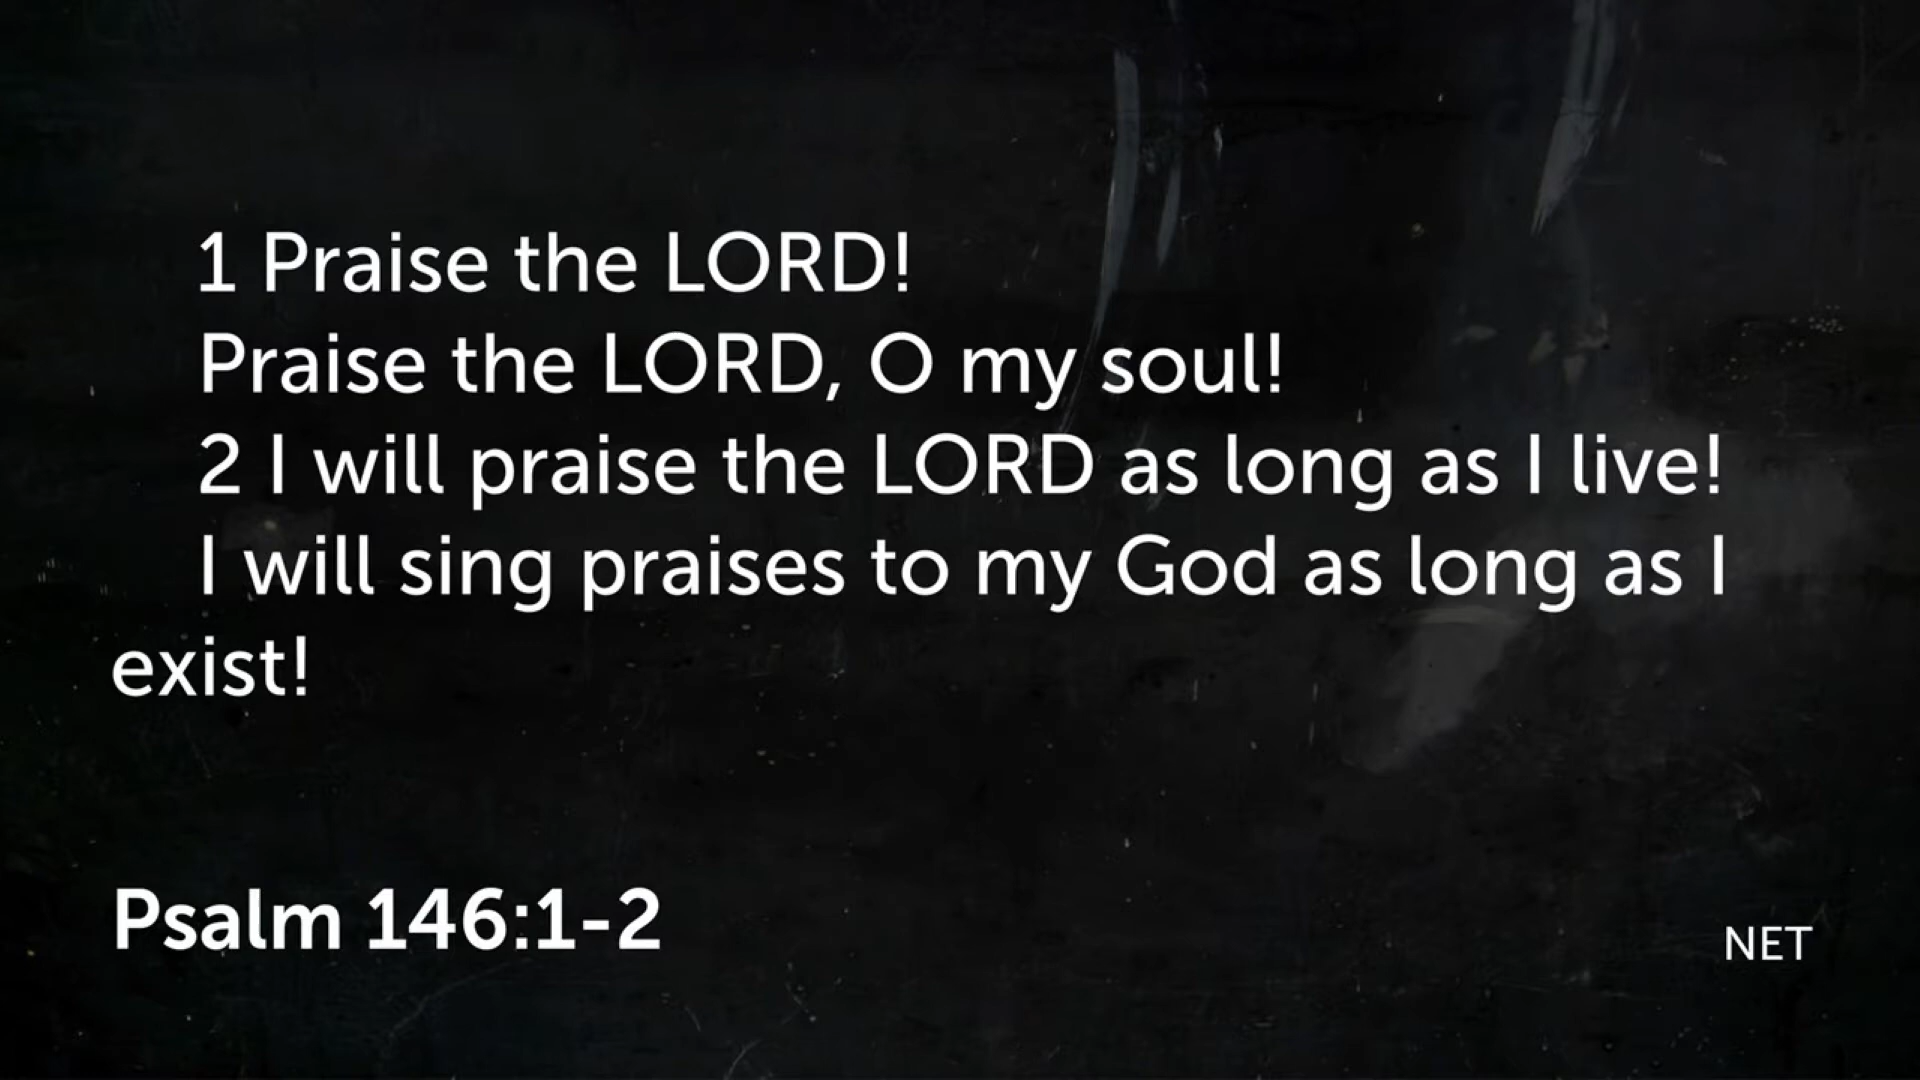 1 Praise the LORD!
Praise the LORD, O my soul!
2 I will praise the LORD as long as I live!
I will sing praises to my God as long as I
exist!
Psalm 146:1-2
NET